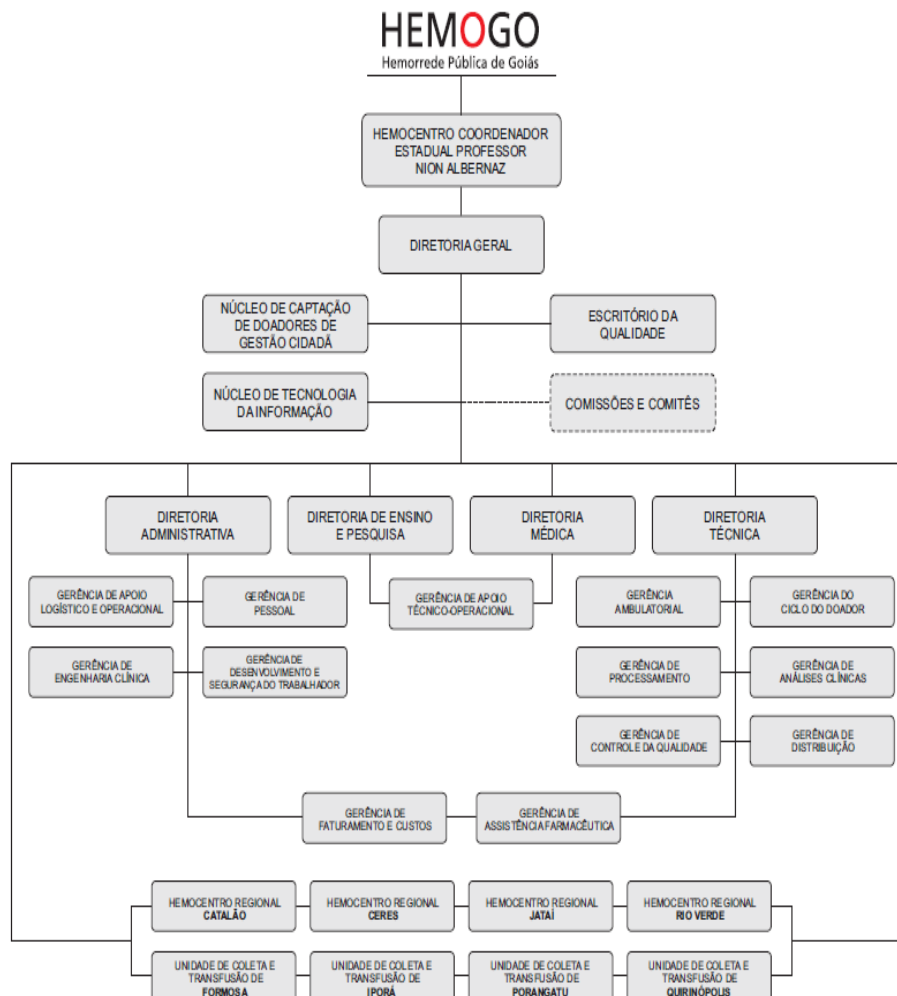 HEMOGO
Hemorrede Pública de Goiás
HEMOCENTRO COORDENADOR
ESTADUAL PROFESSOR
NION ALBERNAZ
DIRETORIA GERAL
NÚCLEO DE CAPTAÇÃO
DE DOADORES DE
GESTÃO CIDADÃ
ESCRITÓRIO DA
QUALIDADE
NÚCLEO DE TECNOLOGIA
DA INFORMAÇÃO
COMISSÕES E COMITÊS
DIRETORIA
ADMINISTRATIVA
DIRETORIA DE ENSINO
E PESQUISA
DIRETORIA
MÉDICA
DIRETORIA
TÉCNICA
GERÊNCIA DE APOIO
LOGÍSTICO E OPERACIONAL
GERÊNCIA DE
PESSOAL
GERÊNCIA DE APOIO
TÉCNICO-OPERACIONAL
GERÊNCIA
AMBULATORIAL
GERÊNCIA DO
CICLO DO DOADOR
GERÊNCIA DE
ENGENHARIA CLÍNICA
GERÊNCIA DE
DESENVOLVIMENTO E
SEGURANÇA DO TRABALHADOR
GERÊNCIA DE
PROCESSAMENTO
GERÊNCIA DE
ANÁLISES CLÍNICAS
GERÊNCIA DE
CONTROLE DA QUALIDADE
GERÊNCIA DE
DISTRIBUIÇÃO
GERÊNCIA DE
FATURAMENTO E CUSTOS
GERÊNCIA DE
ASSISTÊNCIA FARMACÊUTICA
HEMOCENTRO REGIONAL
CATALÃO
HEMOCENTRO REGIONAL
CERES
HEMOCENTRO REGIONAL
JATAÍ
HEMOCENTRO REGIONAL
RIO VERDE
UNIDADE DE COLETA E
TRANSFUSÃO DE
FORMOSA
UNIDADE DE COLETA E
TRANSFUSÃO DE
IPORÁ
UNIDADE DE COLETA E
TRANSFUSÃO DE
PORANGATU
UNIDADE DE COLETA E
TRANSFUSÃO DE
QUIRINÓPOLIS